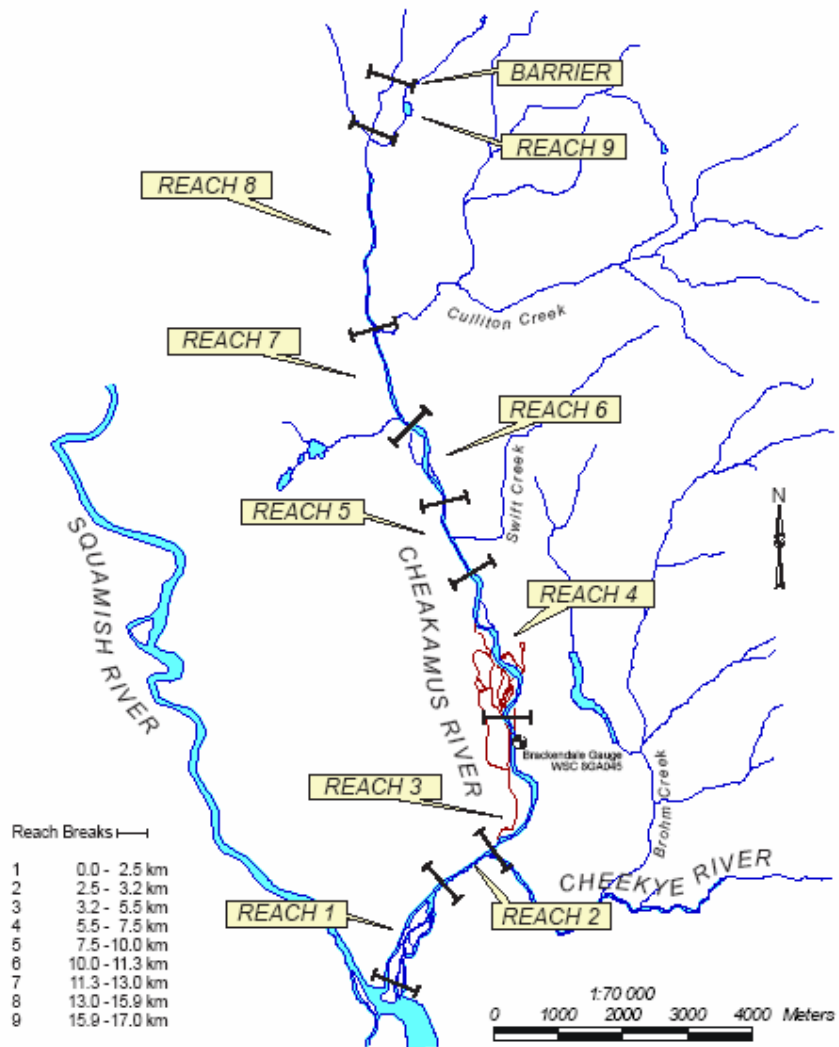 BARRIER
REACH 9
REACH 8
Culliton Creek
REACH 7
REACH 6
Swift Creek
REACH 5
N
SQUAMISH RIVER
CHEAKAMUS RIVER
REACH 4
Brackendale Gauge
WSC 8GA045
REACH 3
Brohm Creek
CHEEKYE RIVER
REACH 1
REACH 2
Reach Breaks
1 0.0 - 2.5 km
2 2.5 - 3.2 km
3 3.2 - 5.5 km
4 5.5 - 7.5 km
5 7.5 - 10.0 km
6 10.0 - 11.3 km
7 11.3 - 13.0 km
8 13.0 - 15.9 km
9 15.9 - 17.0 km
1:70 000
0 1000 2000 3000 4000 Meters